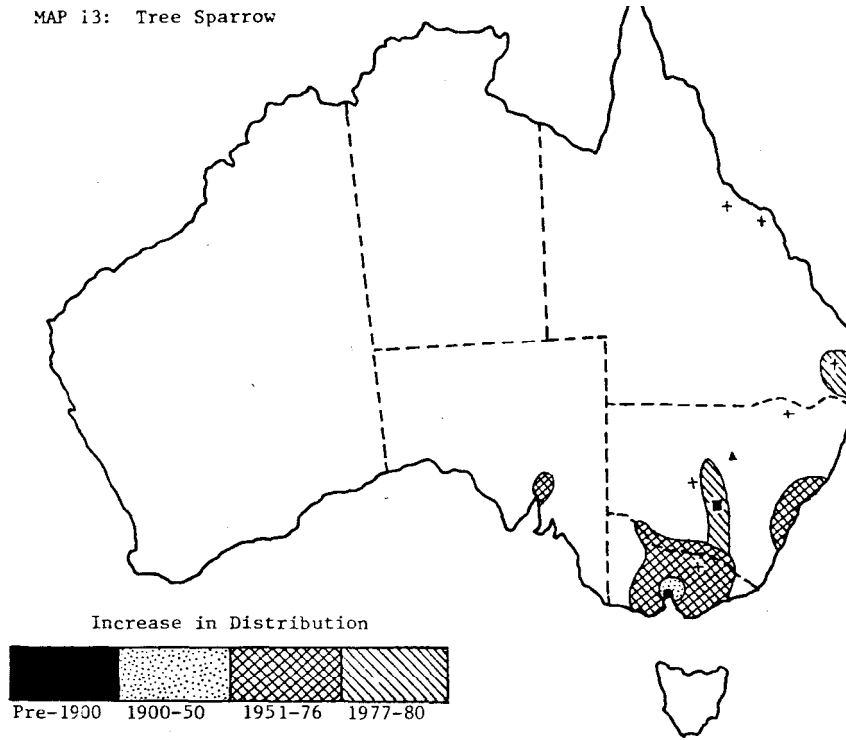 MAP 13: Tree Sparrow
Increase in Distribution
Pre-1900 1900-50 1951-76 1977-80